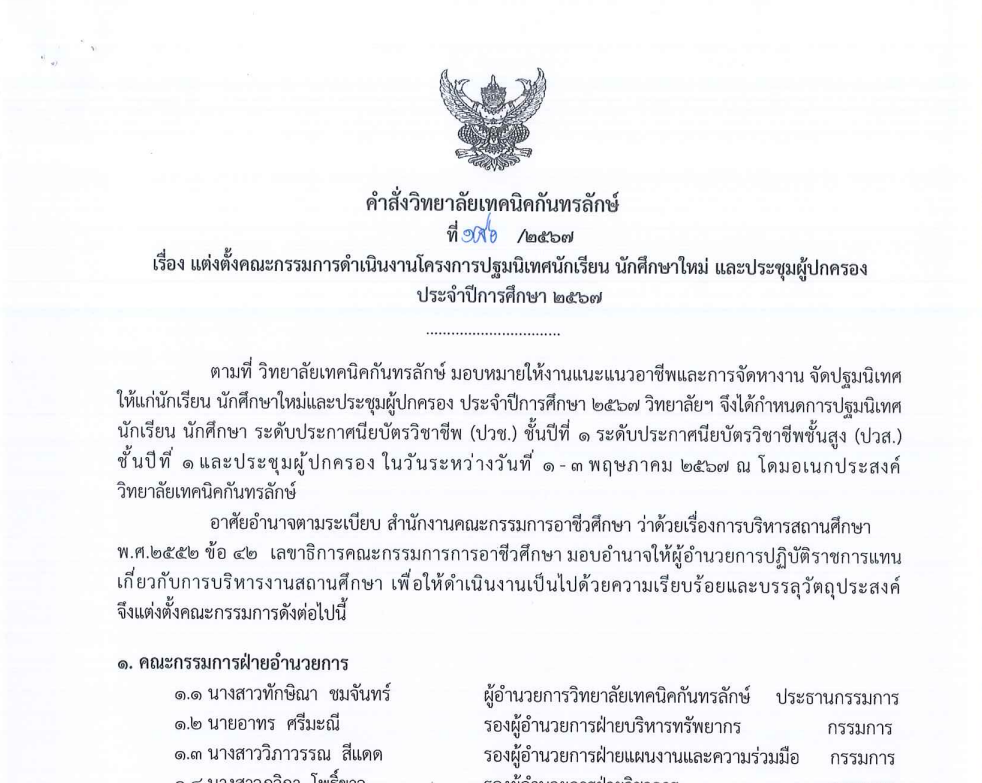 คำสั่งวิทยาลัยเทคนิคกันทรลักษ์
ที่ /๒๕๖๗
เรื่อง แต่งตั้งคณะกรรมการดำเนินงานโครงการปฐมนิเทศนักเรียน นักศึกษาใหม่ และประชุมผู้ปกครอง
ประจำปีการศึกษา ๒๕๖๗
................................
ตามที่ วิทยาลัยเทคนิคกันทรลักษ์ มอบหมายให้งานแนะแนวอาชีพและการจัดหางาน จัดปฐมนิเทศ
ให้แก่นักเรียน นักศึกษาใหม่และประชุมผู้ปกครอง ประจำปีการศึกษา ๒๕๖๗ วิทยาลัยฯ จึงได้กำหนดการปฐมนิเทศ
นักเรียน นักศึกษา ระดับประกาศนียบัตรวิชาชีพ (ปวช.) ชั้นปีที่ ๑ ระดับประกาศนียบัตรวิชาชีพชั้นสูง (ปวส.)
ชั้นปีที่ ๑ และประชุมผู้ปกครอง ในวันระหว่างวันที่ ๑ - ๓ พฤษภาคม ๒๕๖๗ ณ โดมอเนกประสงค์
วิทยาลัยเทคนิคกันทรลักษ์
อาศัยอำนาจตามระเบียบ สำนักงานคณะกรรมการอาชีวศึกษา ว่าด้วยเรื่องการบริหารสถานศึกษา
พ.ศ.๒๕๕๒ ข้อ ๔๒ เลขาธิการคณะกรรมการการอาชีวศึกษา มอบอำนาจให้ผู้อำนวยการปฏิบัติราชการแทน
เกี่ยวกับการบริหารงานสถานศึกษา เพื่อให้ดำเนินงานเป็นไปด้วยความเรียบร้อยและบรรลุวัตถุประสงค์
จึงแต่งตั้งคณะกรรมการดังต่อไปนี้
๑. คณะกรรมการฝ่ายอำนวยการ
๑.๑ นางสาวทักษิณา ชมจันทร์ ผู้อำนวยการวิทยาลัยเทคนิคกันทรลักษ์ ประธานกรรมการ
๑.๒ นายอาทร ศรีมะณี รองผู้อำนวยการฝ่ายบริหารทรัพยากร กรรมการ
๑.๓ นางสาววิภาวรรณ สีแดด รองผู้อำนวยการฝ่ายแผนงานและความร่วมมือ กรรมการ